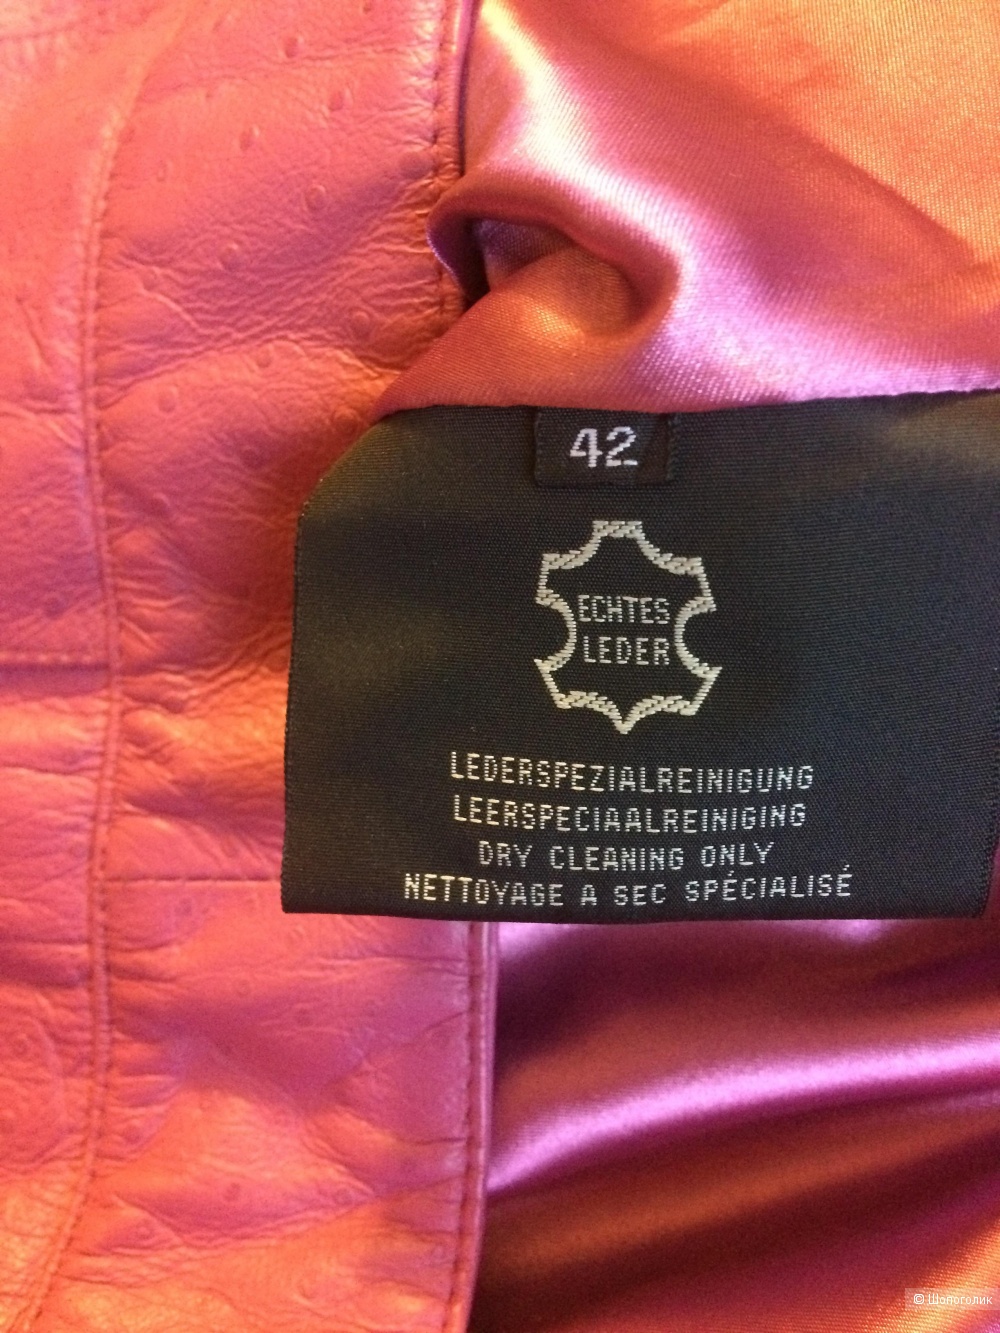 42
ECHTES
LEDER
LEDERSPEZIALREINIGUNG
LEERSPECIAALREINIGING
DRY CLEANING ONLY
NETTOYAGE A SEC SPÉCIALISÉ
© Шопоголик